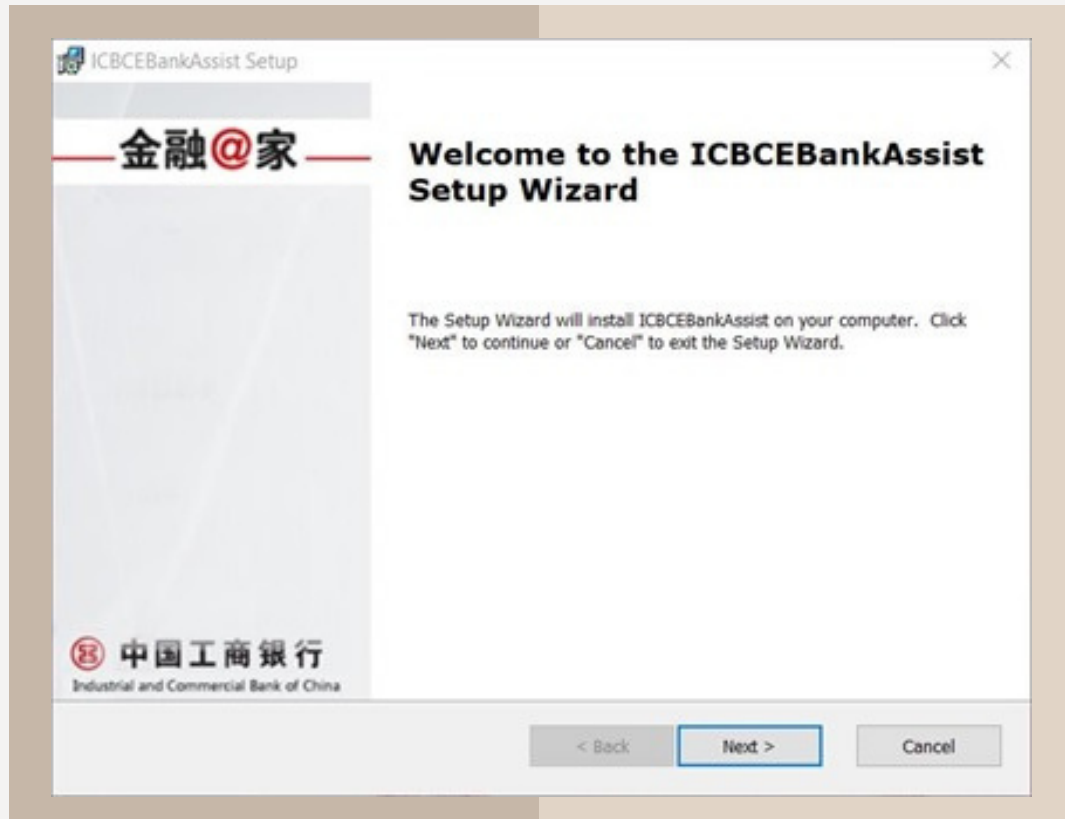 ICBCEBankAssist Setup
金融@家
Welcome to the ICBCEBankAssist
Setup Wizard
The Setup Wizard will install ICBCEBankAssist on your computer. Click
"Next" to continue or "Cancel" to exit the Setup Wizard.
中国工商银行
Industrial and Commercial Bank of China
< Back
Next >
Cancel